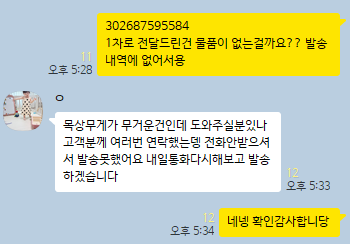 302687595584
1차로 전달드린건 물품이 없는걸까요?? 발송
내역에 없어서용
11
오후 5:28
ㅇ
목상무게가 무거운건인데 도와주실분있나
고객분께 여러번 연락했는뎅 전화안받으셔
서 발송못했어요 내일통화다시해보고 발송
하겠습니다
12
오후 5:33
12
오후 5:34
네넹 확인감사합니당